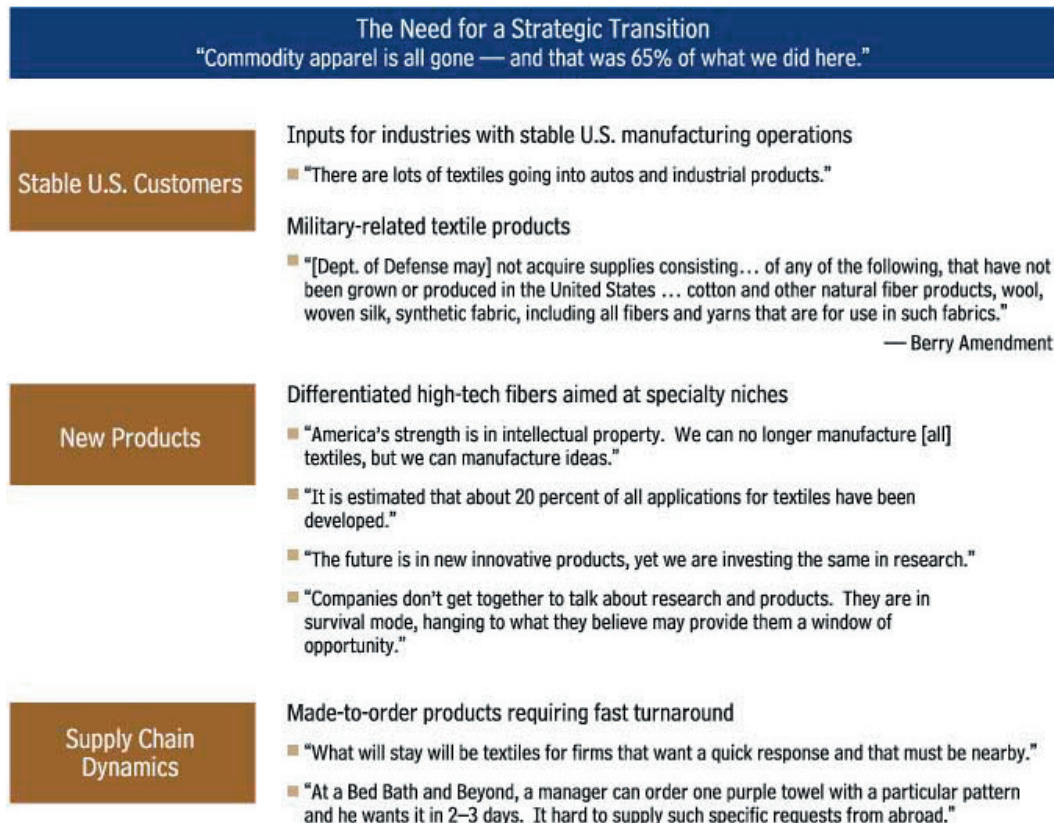 The Need for a Strategic Transition
“Commodity apparel is all gone — and that was 65% of what we did here.”
Stable U.S. Customers
Inputs for industries with stable U.S. manufacturing operations
“There are lots of textiles going into autos and industrial products.”
Military-related textile products
“[Dept. of Defense may] not acquire supplies consisting… of any of the following, that have not
been grown or produced in the United States … cotton and other natural fiber products, wool,
woven silk, synthetic fabric, including all fibers and yarns that are for use in such fabrics.”
— Berry Amendment
New Products
Differentiated high-tech fibers aimed at specialty niches
“America’s strength is in intellectual property. We can no longer manufacture [all]
textiles, but we can manufacture ideas.”
“It is estimated that about 20 percent of all applications for textiles have been
developed.”
“The future is in new innovative products, yet we are investing the same in research.”
“Companies don’t get together to talk about research and products. They are in
survival mode, hanging to what they believe may provide them a window of
opportunity.”
Supply Chain
Dynamics
Made-to-order products requiring fast turnaround
“What will stay will be textiles for firms that want a quick response and that must be nearby.”
“At a Bed Bath and Beyond, a manager can order one purple towel with a particular pattern
and he wants it in 2–3 days. It hard to supply such specific requests from abroad.”